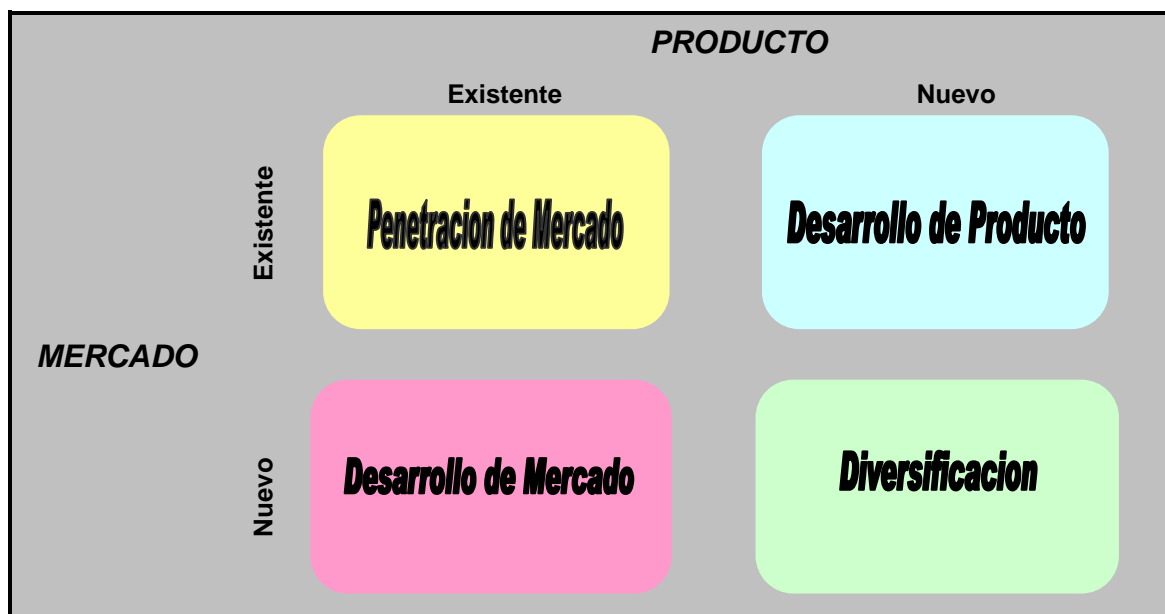 PRODUCTO
Existente Nuevo
Existente
Penetracion de Mercado
Desarrollo de Producto
MERCADO
Nuevo
Desarrollo de Mercado
Diversificacion